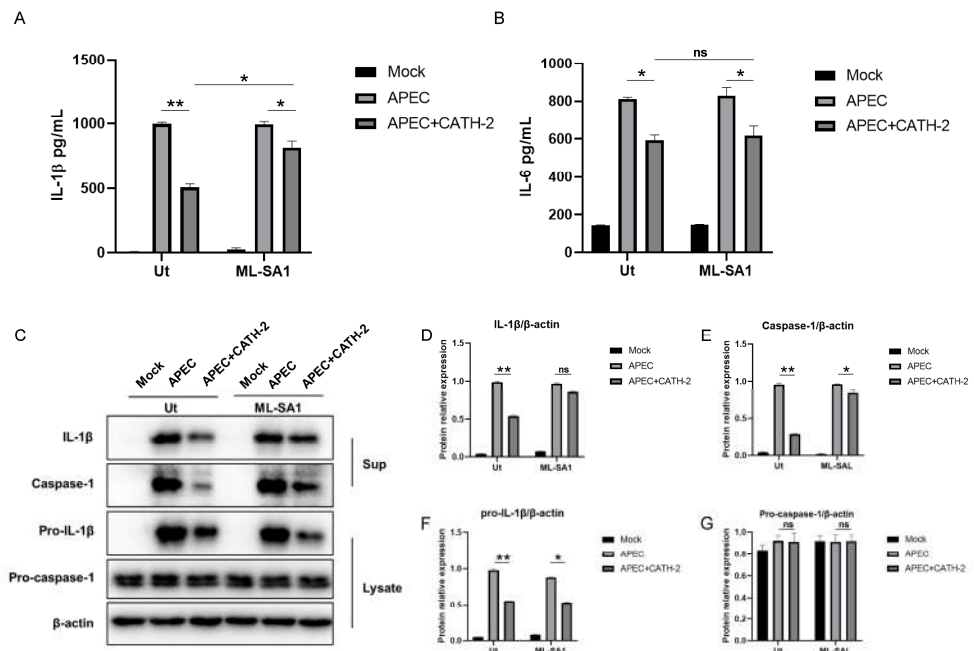 A
1500
1000
500
0
IL-1β pg/mL
**
*
*
Ut
ML-SA1
Mock
APEC
APEC+CATH-2
B
1000
800
600
400
200
0
IL-6 pg/mL
*
ns
*
Ut
ML-SA1
Mock
APEC
APEC+CATH-2
C
Mock
APEC
APEC+CATH-2
Mock
APEC
APEC+CATH-2
Ut
ML-SA1
IL-1β
Caspase-1
Pro-IL-1β
Pro-caspase-1
β-actin
Sup
Lysate
D
IL-1β/β-actin
Protein relative expression
1.5
1.0
0.5
0.0
**
ns
Ut
ML-SA1
Mock
APEC
APEC+CATH-2
E
Caspase-1/β-actin
Protein relative expression
1.5
1.0
0.5
0.0
**
*
Ut
ML-SAL
Mock
APEC
APEC+CATH-2
F
pro-IL-1β/β-actin
Protein relative expression
1.5
1.0
0.5
0.0
**
*
Ut
ML-SA1
Mock
APEC
APEC+CATH-2
G
Pro-caspase-1/β-actin
Protein relative expression
1.0
0.8
0.6
0.4
0.2
0.0
ns
ns
Ut
ML-SAL
Mock
APEC
APEC+CATH-2